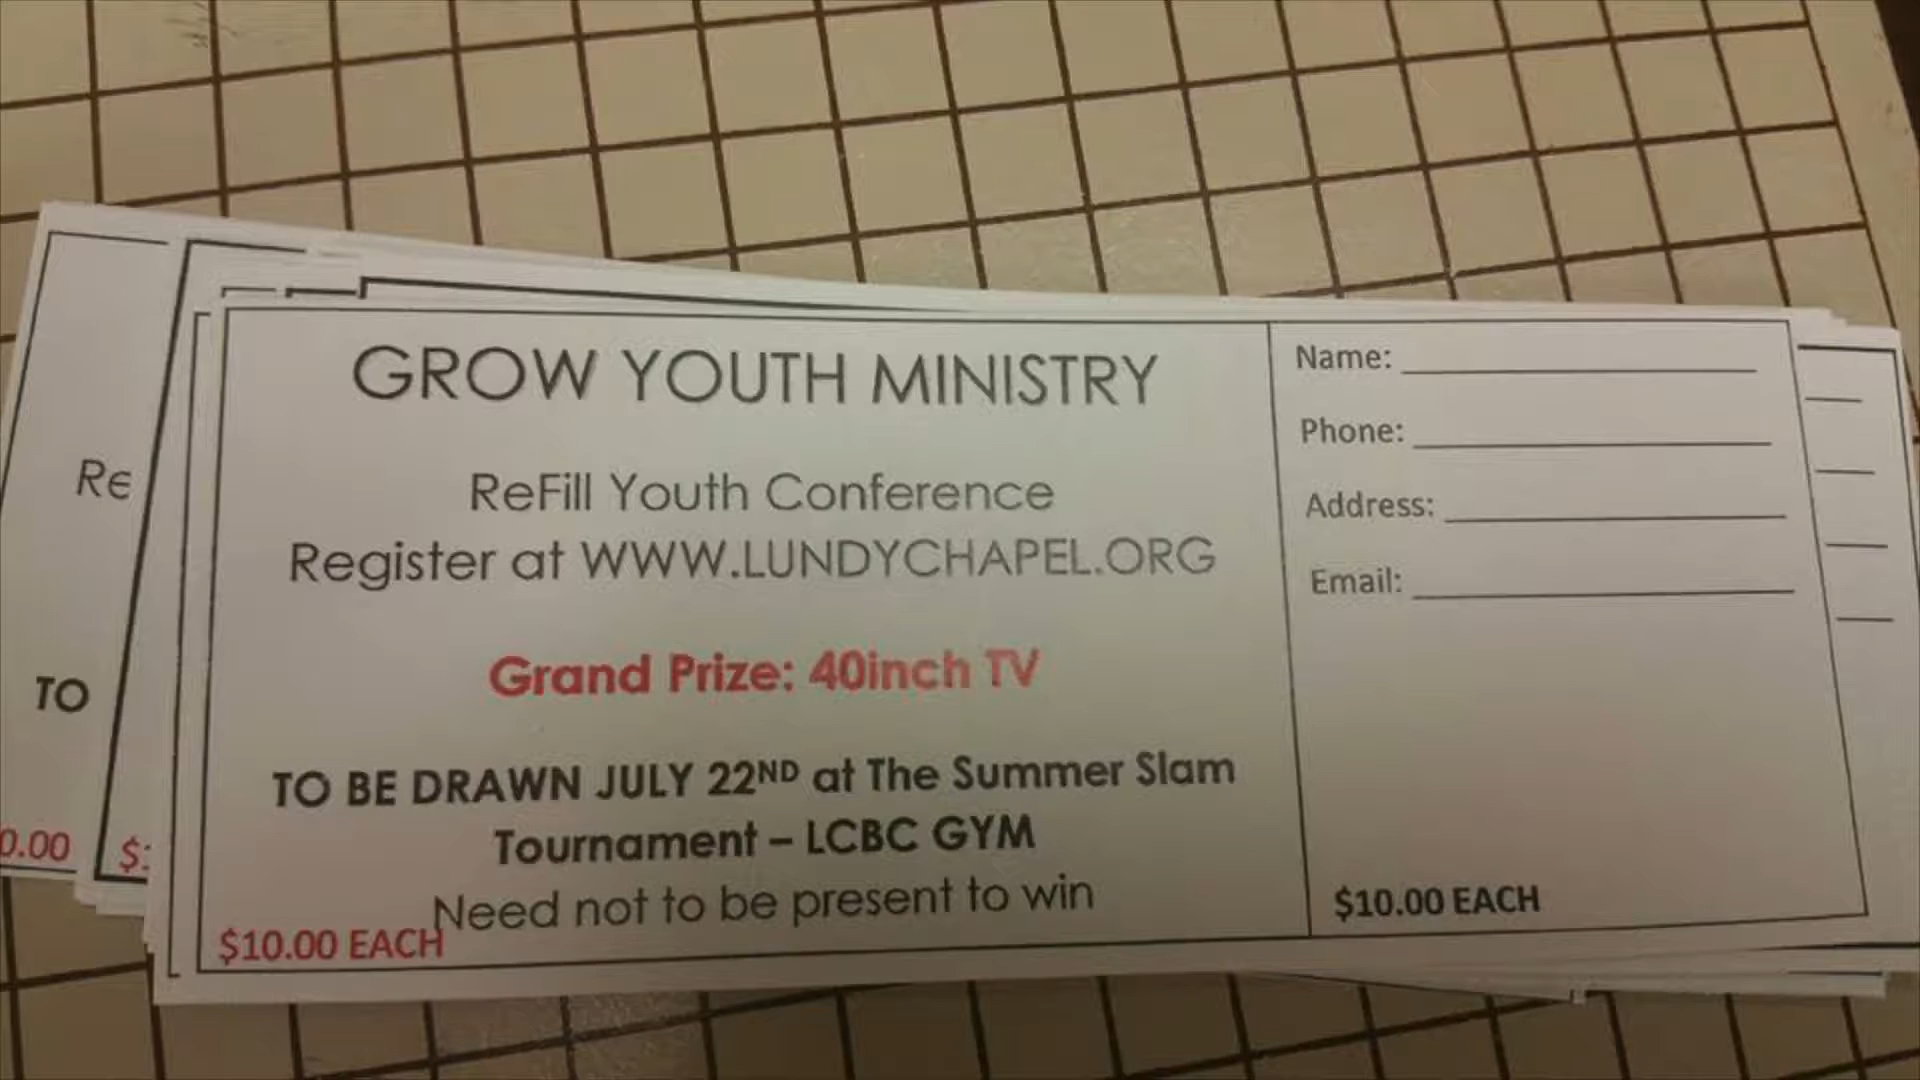 GROW YOUTH MINISTRY
ReFill Youth Conference
Register at WWW.LUNDYCHAPEL.ORG
Grand Prize: 40inch TV
TO BE DRAWN JULY 22ND at The Summer Slam
Tournament – LCBC GYM
Need not to be present to win
$10.00 EACH
Name:
Phone:
Address:
Email:
$10.00 EACH
Re
TO
0.00
$